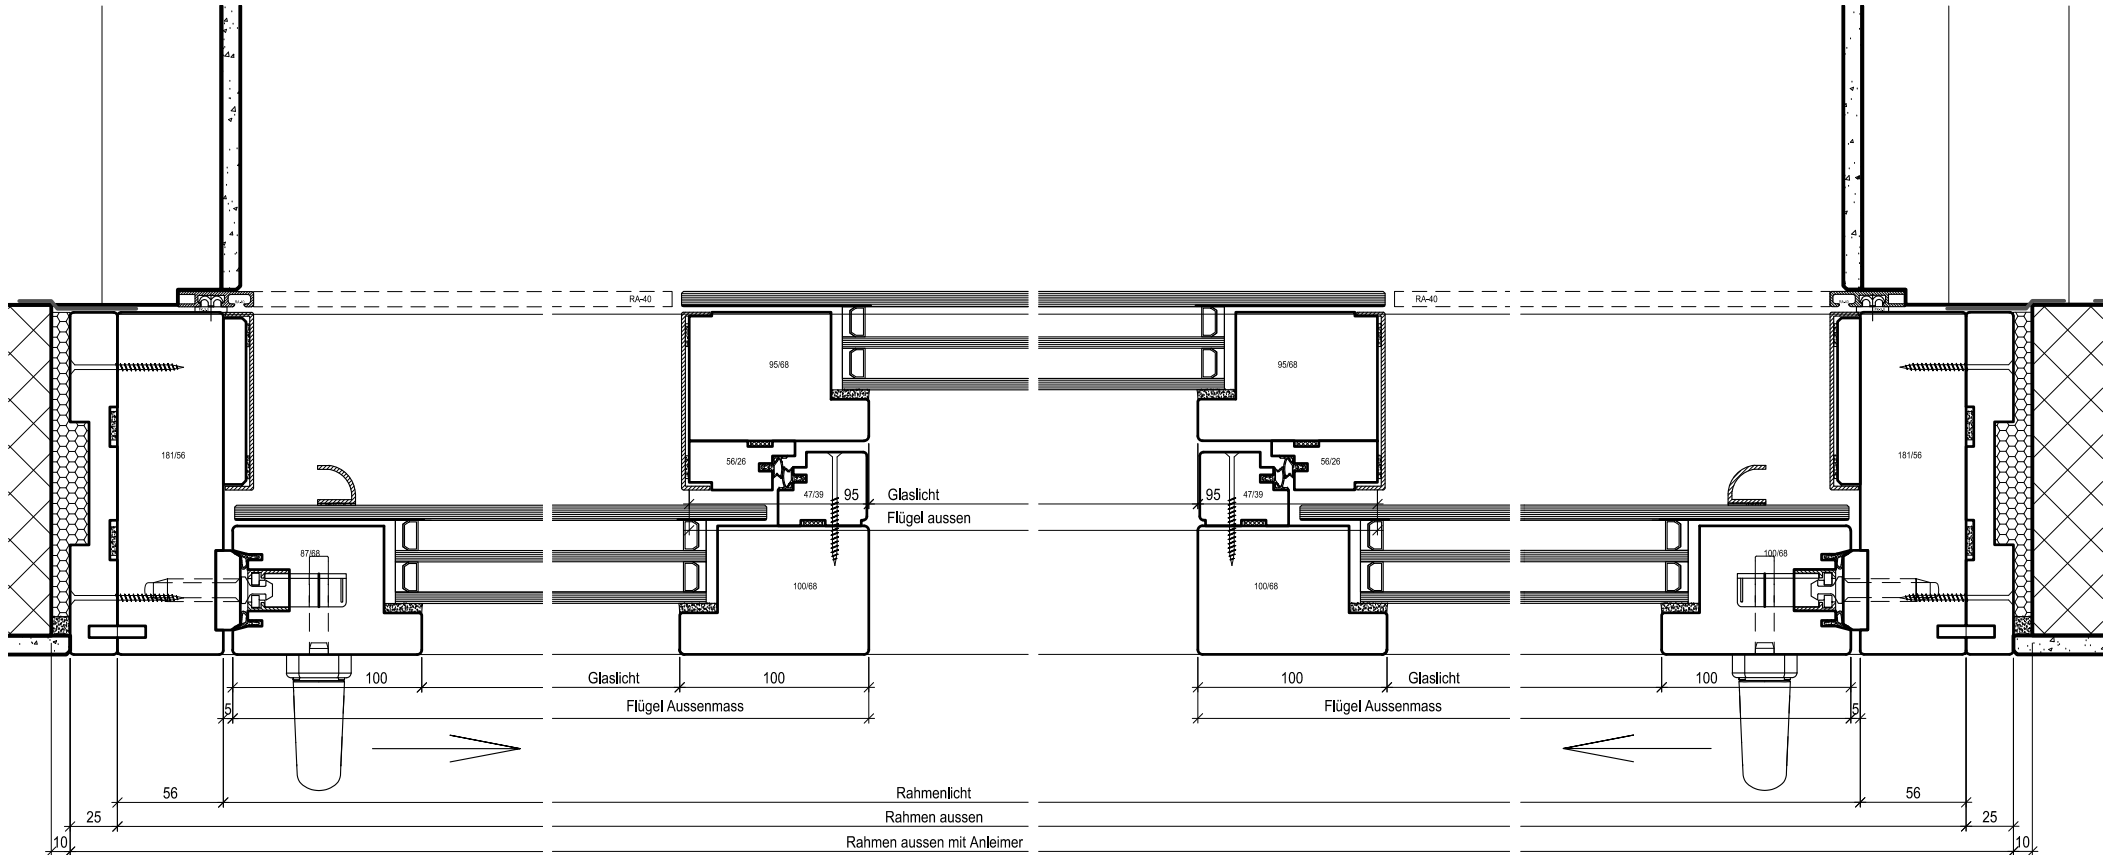 RA-40
RA-40
95/68
95/68
181/56
56/26
56/26
181/56
47/39
95
Glaslicht
95
47/39
Flügel aussen
87/68
100/68
100/68
100/68
100
Glaslicht
100
100
Glaslicht
100
5
Flügel Aussenmass
Flügel Aussenmass
5
56
Rahmenlicht
56
25
Rahmen aussen
25
10
Rahmen aussen mit Anleimer
10